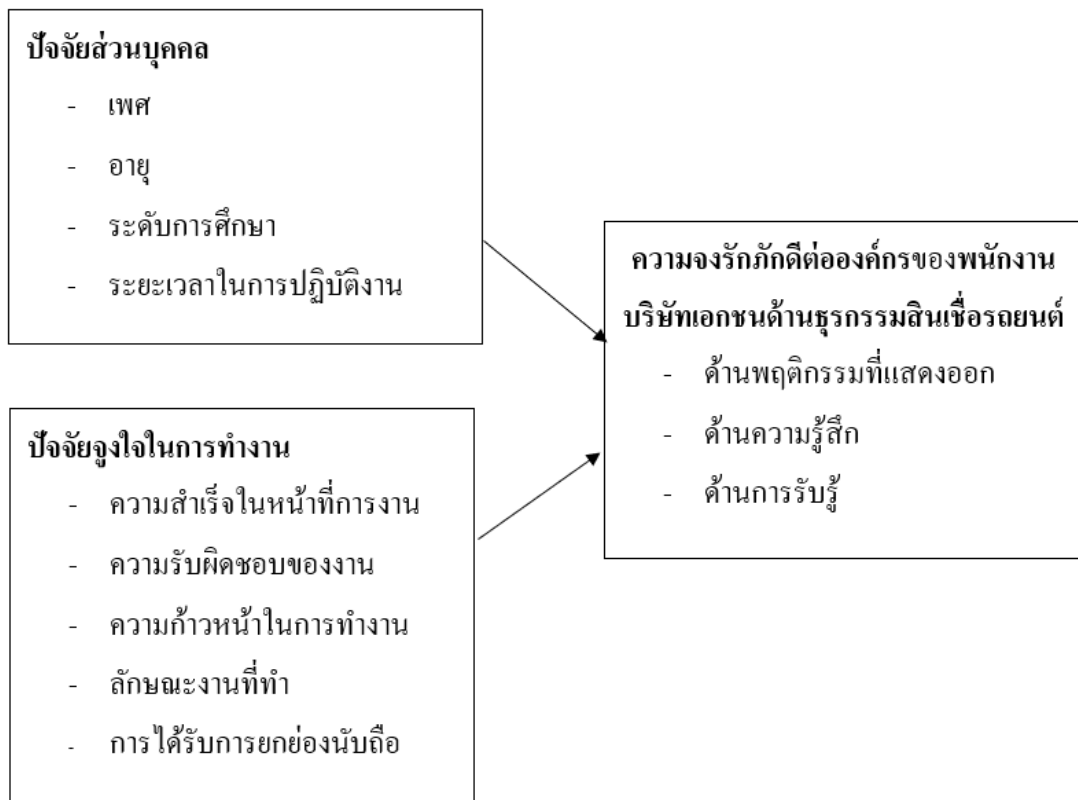 ปัจจัยส่วนบุคคล
- เพศ
- อายุ
- ระดับการศึกษา
- ระยะเวลาในการปฏิบัติงาน
ความจงรักภักดีต่อองค์กรของพนักงาน
บริษัทเอกชนด้านธุรกรรมสินเชื่อรถยนต์
- ด้านพฤติกรรมที่แสดงออก
- ด้านความรู้สึก
- ด้านการรับรู้
ปัจจัยจูงใจในการทำงาน
- ความสำเร็จในหน้าที่การงาน
- ความรับผิดชอบของงาน
- ความก้าวหน้าในการทำงาน
- ลักษณะงานที่ทำ
- การได้รับการยกย่องนับถือ